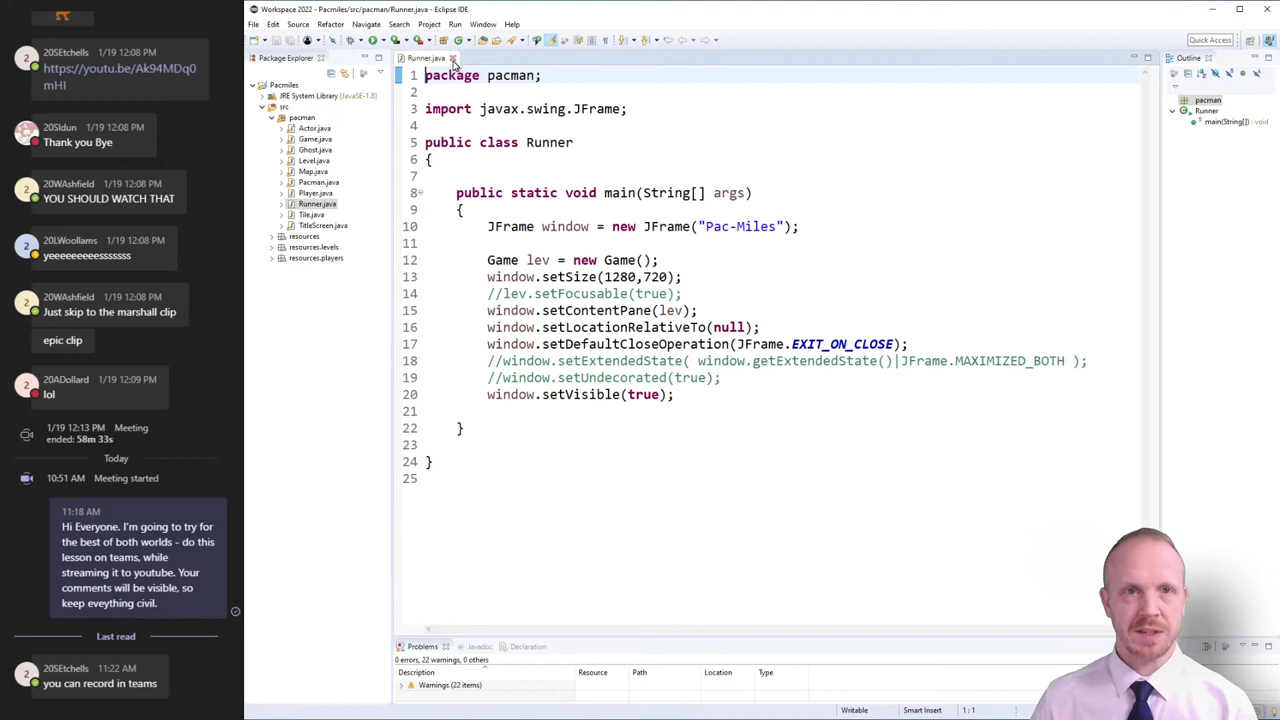 20SEtchells 1/19 12:08 PM
https://youtu.be/k94MDQ0
mHI
20Sldun 1/19 12:08 PM
Thank you Bye
20WAshfield 1/19 12:08 PM
YOU SHOULD WATCH THAT
20LWoollams 1/19 12:08 PM
20WAshfield 1/19 12:08 PM
Just skip to the marshall clip
epic clip
20ADollard 1/19 12:09 PM
lol
1/19 12:13 PM Meeting
ended: 58m 33s
Today
10:51 AM Meeting started
11:18 AM
Hi Everyone. I'm going to try for
the best of both worlds - do this
lesson on teams, while
streaming it to youtube. Your
comments will be visible, so
keep eveything civil.
Last read
20SEtchells 11:22 AM
you can record in teams
Workspace 2022 - Pacmiles/src/pacman/Runner.java - Eclipse IDE
File Edit Source Refactor Navigate Search Project Run Window Help
Quick Access
Package Explorer
Pacmiles
JRE System Library [JavaSE-1.8]
src
pacman
Actor.java
Game.java
Ghost.java
Level.java
Map.java
Pacman.java
Player.java
Runner.java
Tile.java
TitleScreen.java
resources
resources.levels
resources.players
Runner.java
1 package pacman;
2
3 import javax.swing.JFrame;
4
5 public class Runner
6 {
7
8 public static void main(String[] args)
9 {
10 JFrame window = new JFrame("Pac-Miles");
11
12 Game lev = new Game();
13 window.setSize(1280,720);
14 //lev.setFocusable(true);
15 window.setContentPane(lev);
16 window.setLocationRelativeTo(null);
17 window.setDefaultCloseOperation(JFrame.EXIT_ON_CLOSE);
18 //window.setExtendedState( window.getExtendedState()|JFrame.MAXIMIZED_BOTH );
19 //window.setUndecorated(true);
20 window.setVisible(true);
21
22 }
23
24 }
25
Outline
pacman
Runner
main(String[]) : void
Problems Javadoc Declaration
0 errors, 22 warnings, 0 others
Description Resource Path Location Type
Warnings (22 items)
Writable Smart Insert 1 : 1